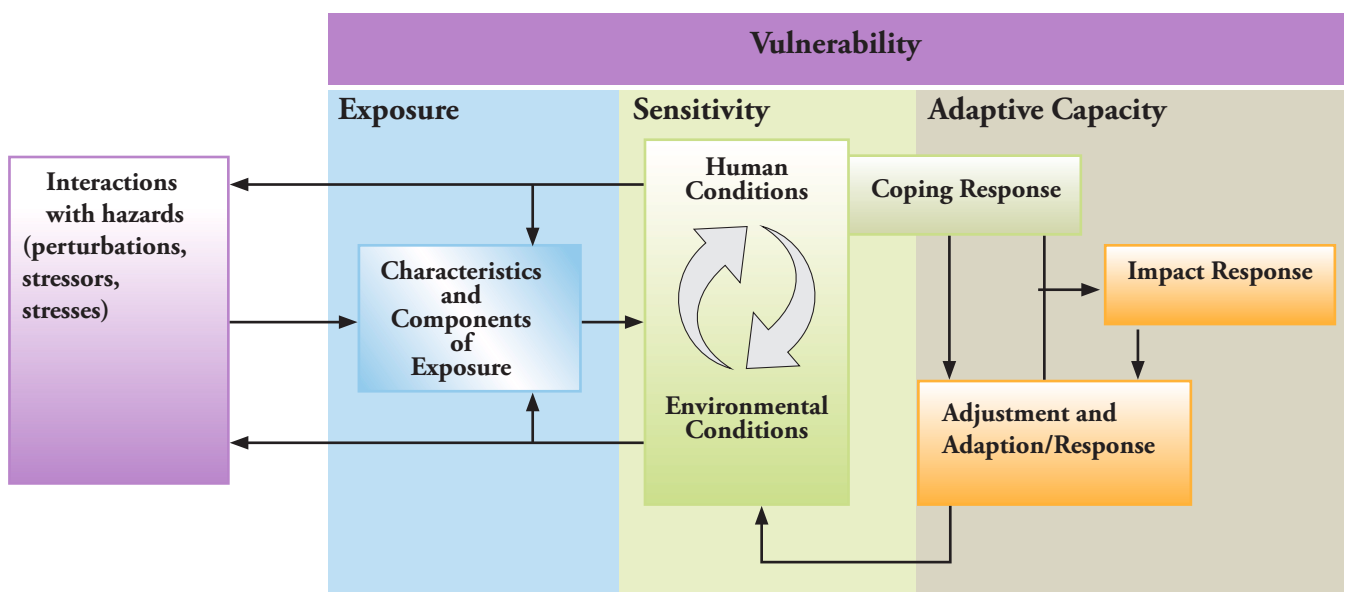 Vulnerability
Exposure
Sensitivity
Adaptive Capacity
Interactions
with hazards
(perturbations,
stressors,
stresses)
Characteristics
and
Components
of
Exposure
Human
Conditions
Environmental
Conditions
Coping Response
Impact Response
Adjustment and
Adaption/Response